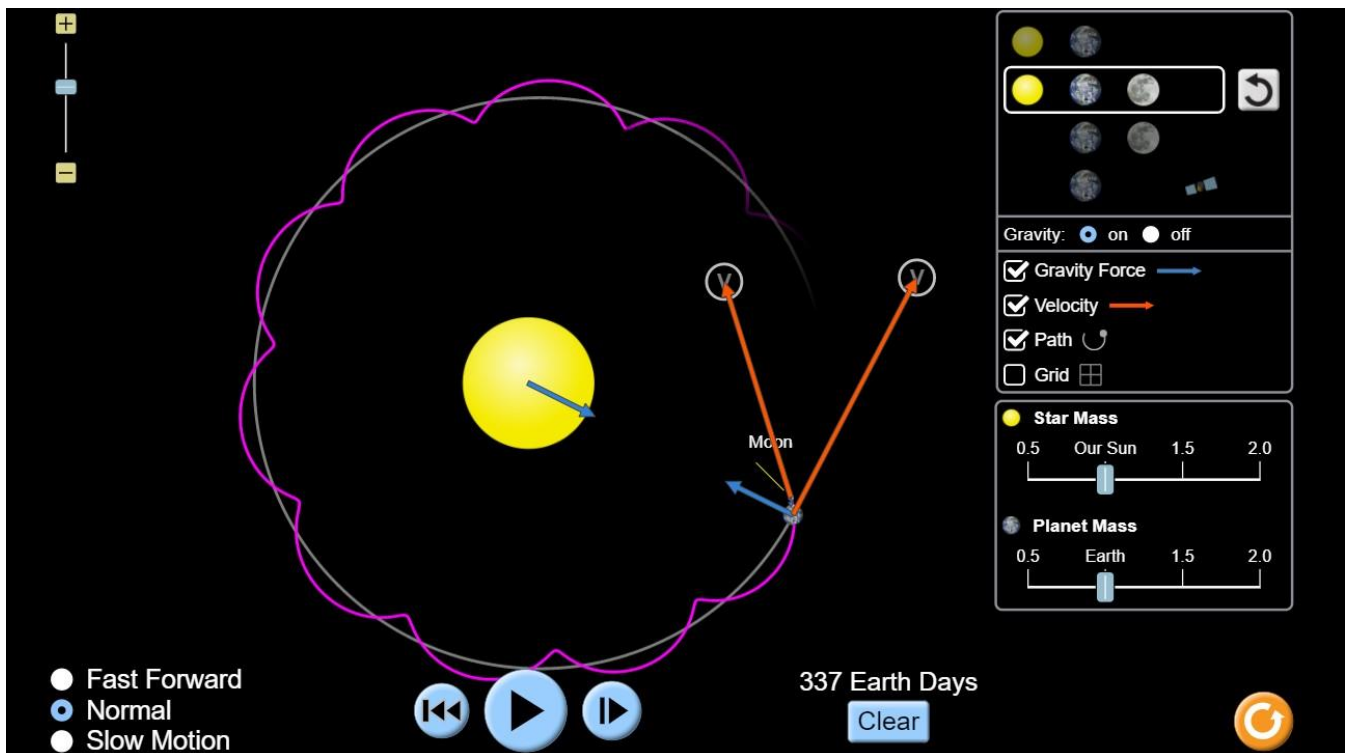 +
−
V
V
Moon
Gravity: on off
Gravity Force
Velocity
Path
Grid
Star Mass
0.5 Our Sun 1.5 2.0
Planet Mass
0.5 Earth 1.5 2.0
Fast Forward
Normal
Slow Motion
337 Earth Days
Clear